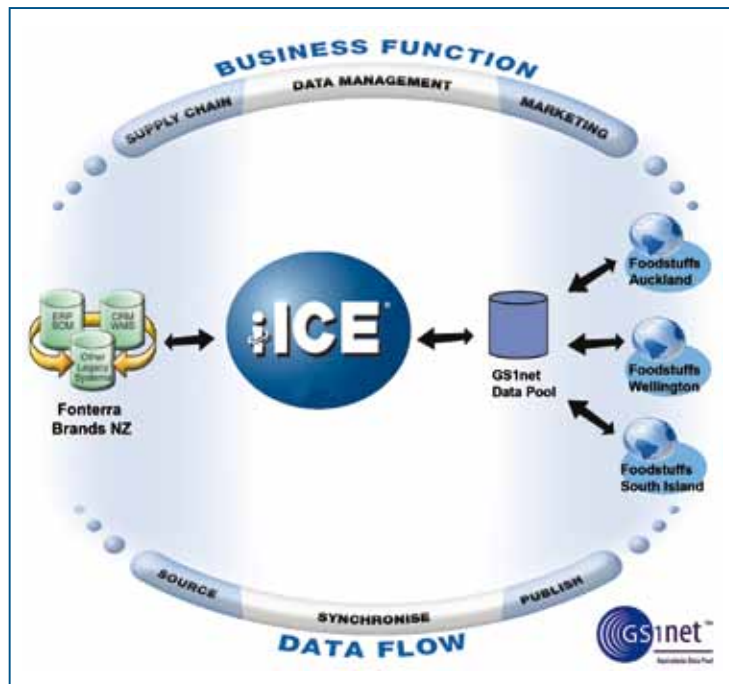 BUSINESS FUNCTION
SUPPLY CHAIN
DATA MANAGEMENT
MARKETING
ERP
BOM
CRM
WMS
Other
Legacy
Systems
Fonterra
Brands NZ
iICE
GS1net
Data Pool
Foodstuffs
Auckland
Foodstuffs
Wellington
Foodstuffs
South Island
SOURCE
SYNCHRONISE
PUBLISH
DATA FLOW
GS1net